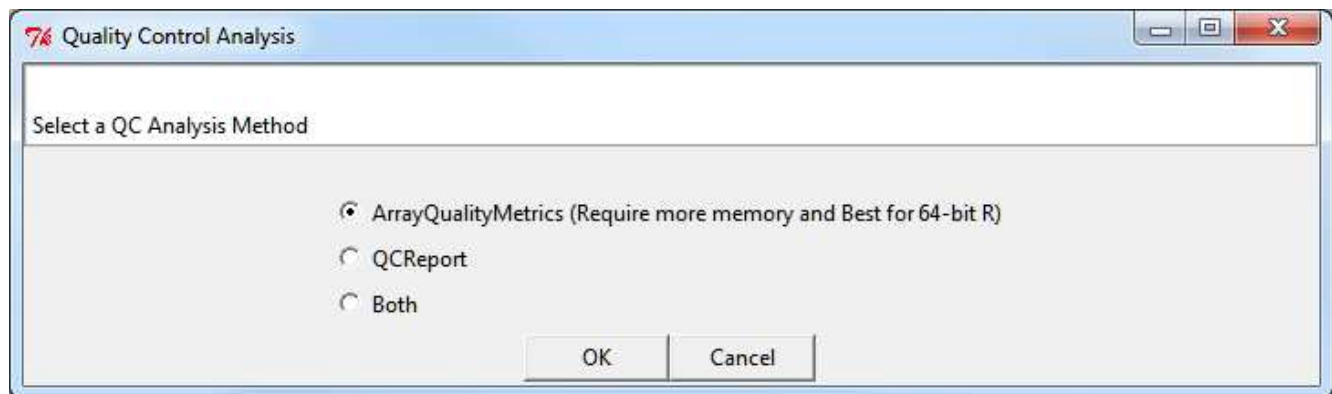 Quality Control Analysis
Select a QC Analysis Method
ArrayQualityMetrics (Require more memory and Best for 64-bit R)
QCReport
Both
OK Cancel